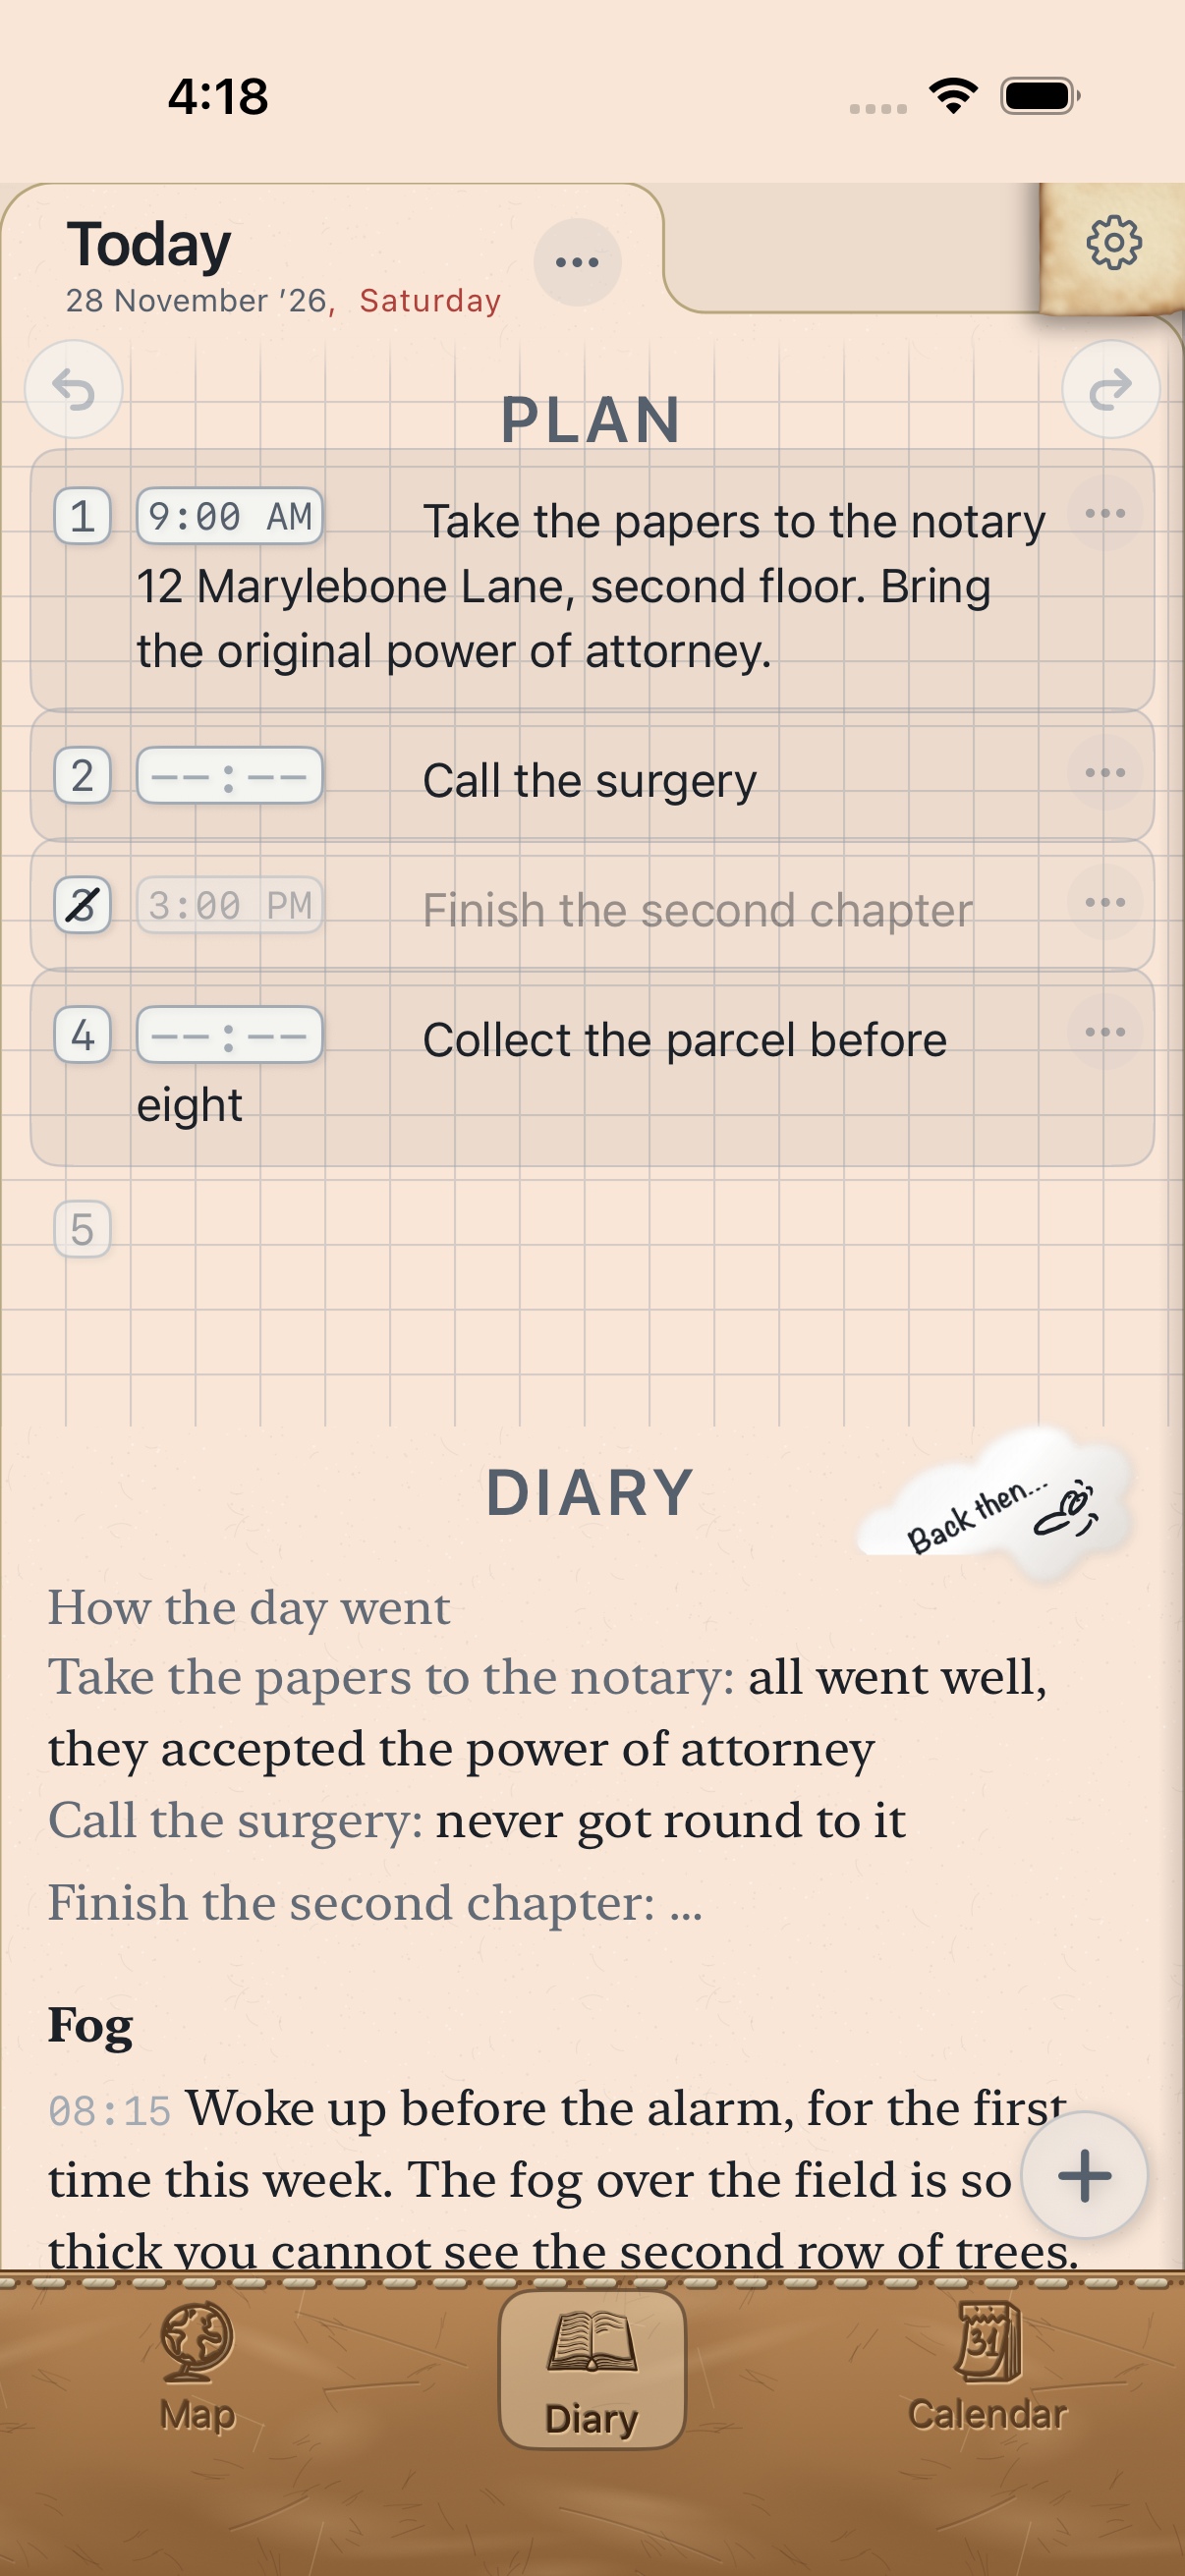 4:18
Today
28 November ’26, Saturday
PLAN
1 9:00 AM Take the papers to the notary
12 Marylebone Lane, second floor. Bring
the original power of attorney.
2 --:-- Call the surgery
3 3:00 PM Finish the second chapter
4 --:-- Collect the parcel before
eight
5
DIARY
Back then...
How the day went
Take the papers to the notary: all went well,
they accepted the power of attorney
Call the surgery: never got round to it
Finish the second chapter: ...
Fog
08:15 Woke up before the alarm, for the first
time this week. The fog over the field is so
thick you cannot see the second row of trees.
31
Map
Diary
Calendar